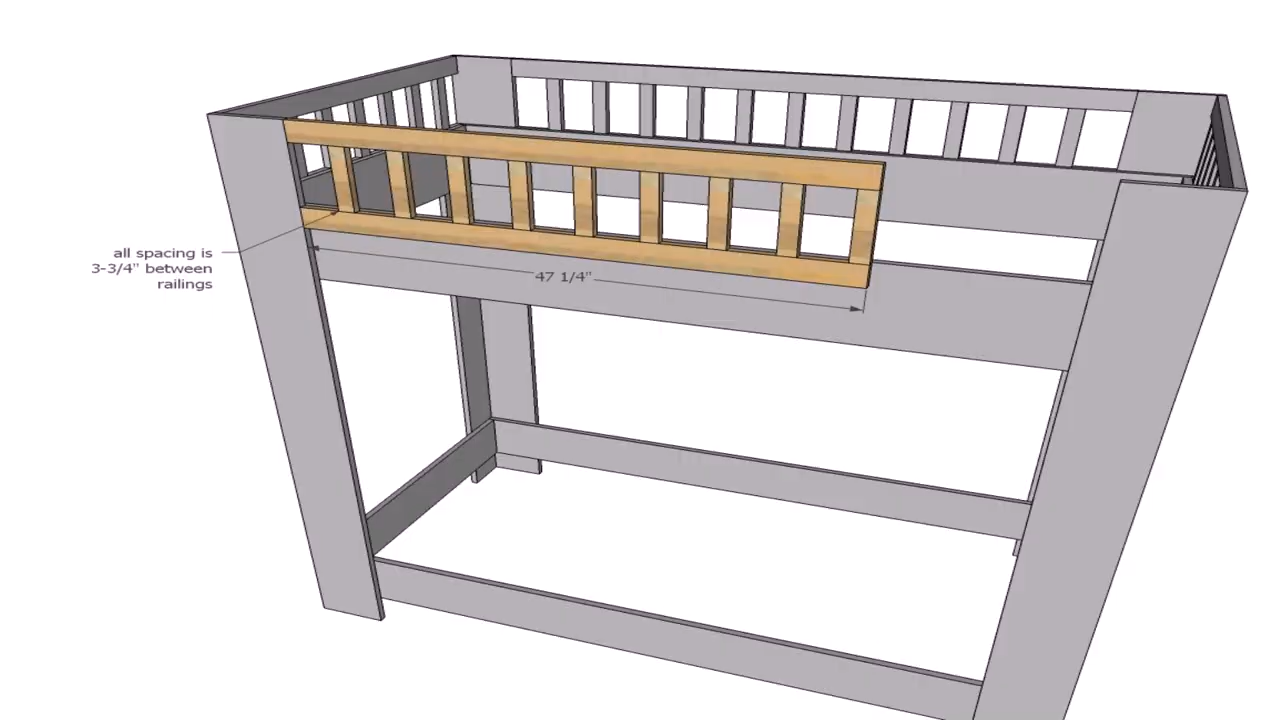 all spacing is
3-3/4" between
railings
47 1/4"